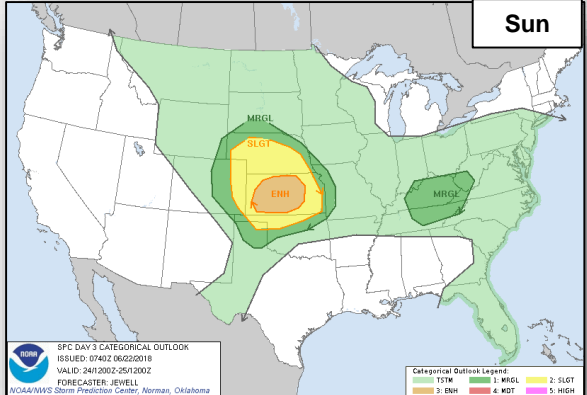 Sun
MRGL
SLGT
ENH
MRGL
NOAA
SPC DAY 3 CATEGORICAL OUTLOOK
ISSUED: 0740Z 06/22/2018
VALID: 24/1200Z-25/1200Z
FORECASTER: JEWELL
NOAA/NWS Storm Prediction Center, Norman, Oklahoma
Categorical Outlook Legend:
TSTM 1: MRGL 2: SLGT
3: ENH 4: MDT 5: HIGH